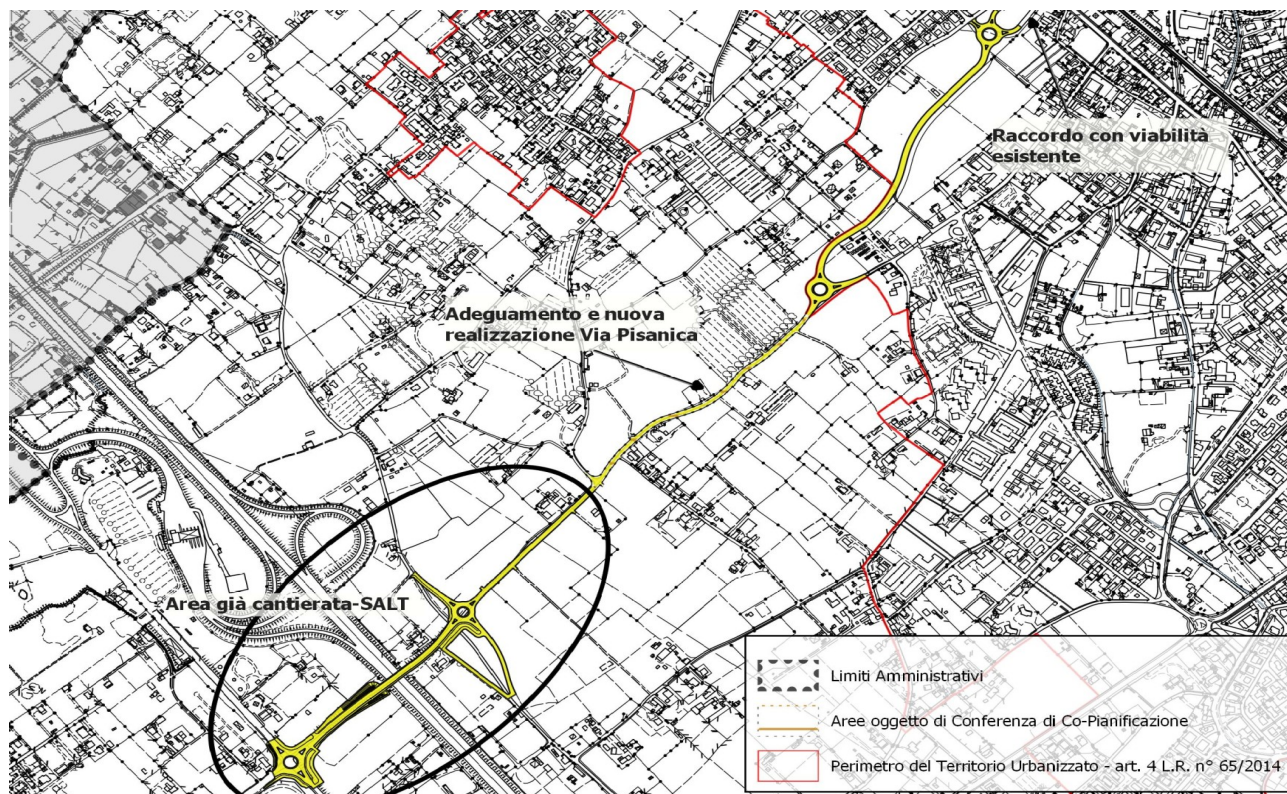 Raccordo con viabilità
esistente
Adeguamento e nuova
realizzazione Via Pisanica
Area già cantierata-SALT
Limiti Amministrativi
Aree oggetto di Conferenza di Co-Pianificazione
Perimetro del Territorio Urbanizzato - art. 4 L.R. n° 65/2014